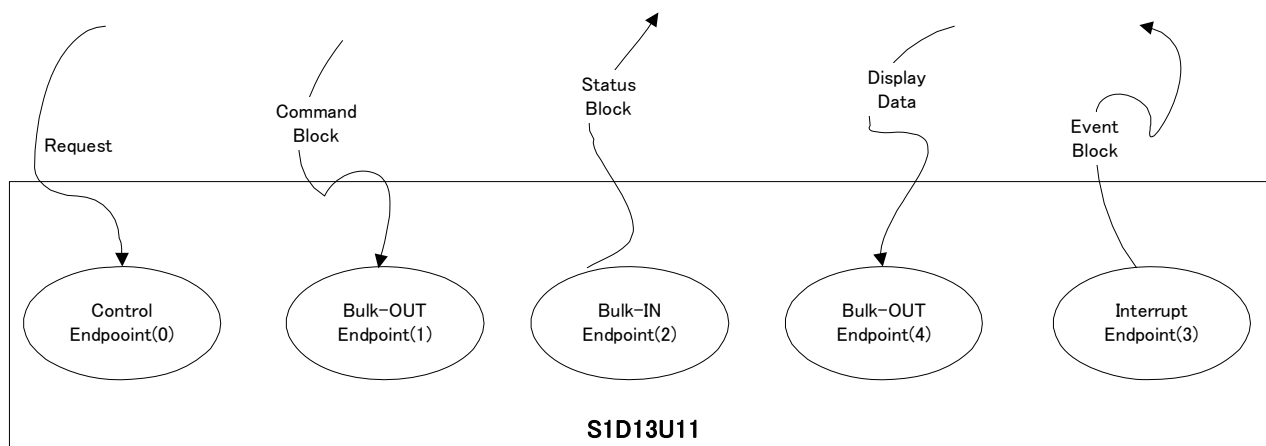 Request
Command
Block
Status
Block
Display
Data
Event
Block
Control
Endpooint(0)
Bulk-OUT
Endpoint(1)
Bulk-IN
Endpoint(2)
Bulk-OUT
Endpoint(4)
Interrupt
Endpoint(3)
S1D13U11